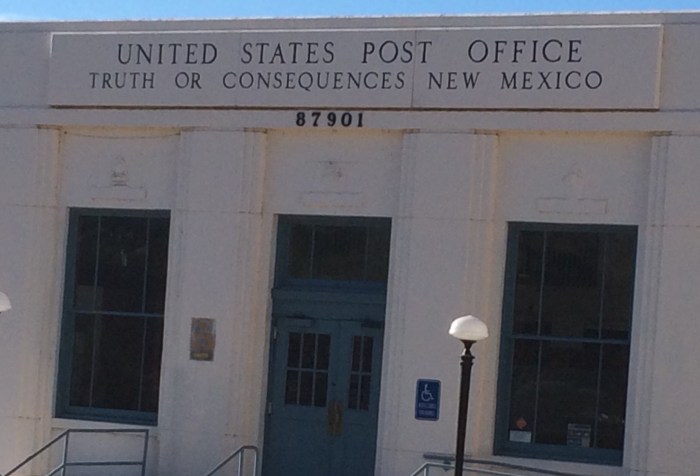 UNITED STATES POST OFFICE
TRUTH OR CONSEQUENCES NEW MEXICO
87901